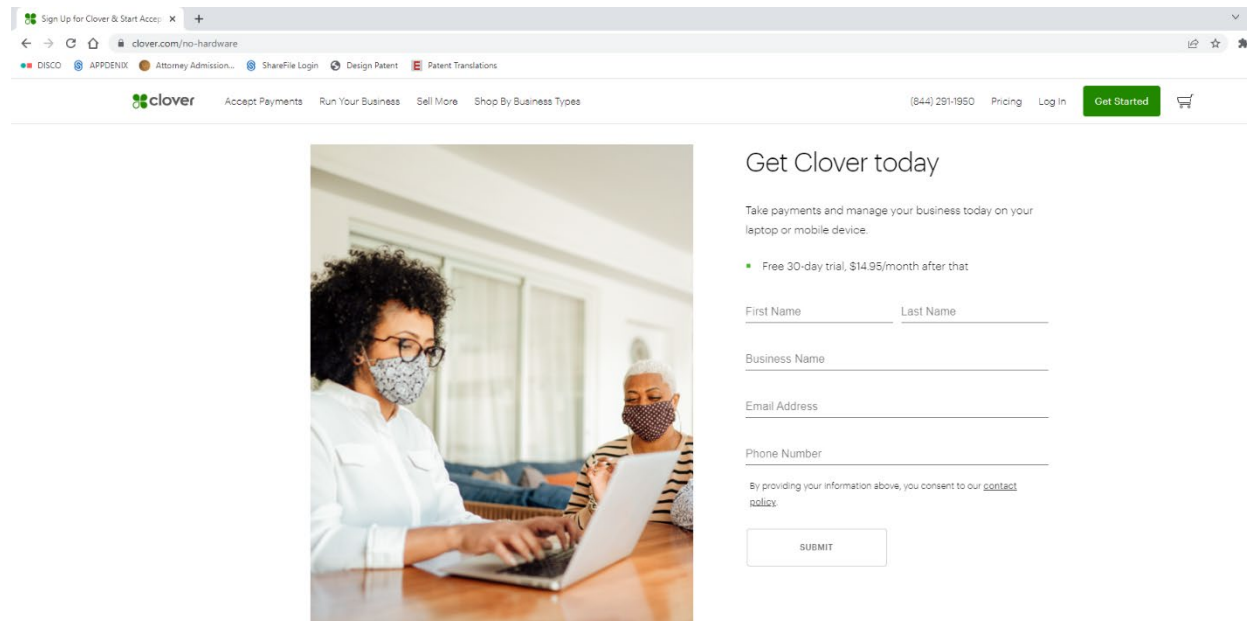 Sign Up for Clover & Start Accep
clover.com/no-hardware
DISCO APPDENIX Attorney Admission... ShareFile Login Design Patent Patent Translations
clover Accept Payments Run Your Business Sell More Shop By Business Types (844) 291-1950 Pricing Log In Get Started
Get Clover today
Take payments and manage your business today on your
laptop or mobile device.
Free 30-day trial, $14.95/month after that
First Name Last Name
Business Name
Email Address
Phone Number
By providing your information above, you consent to our contact
policy.
SUBMIT